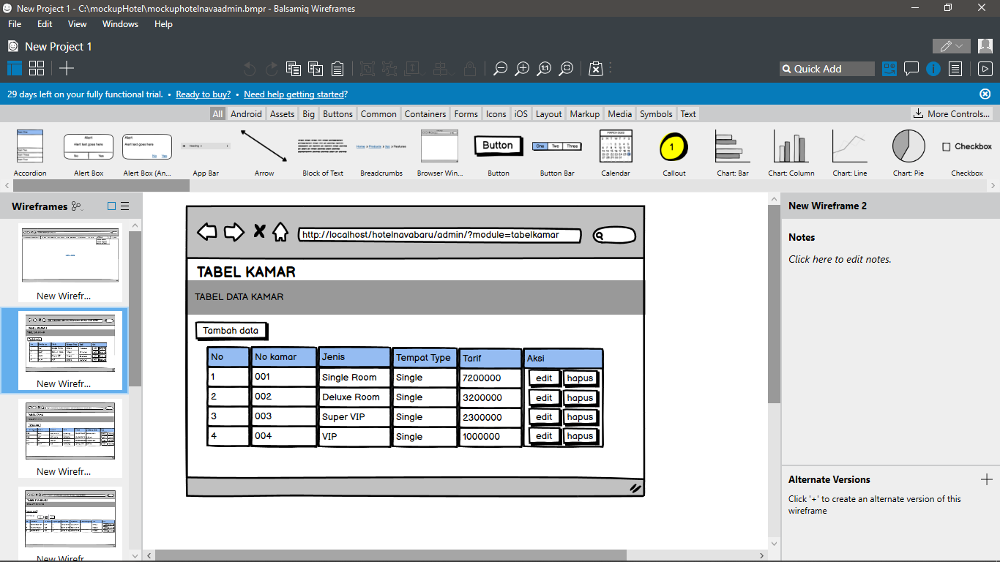 New Project 1 - C:\mockupHotel\mockuphotelnavaadmin.bmpr - Balsamiq Wireframes
File Edit View Windows Help
New Project 1
Quick Add
29 days left on your fully functional trial. • Ready to buy? • Need help getting started?
All Android Assets Big Buttons Common Containers Forms Icons iOS Layout Markup Media Symbols Text More Controls...
Alert
Alert text goes here
No Yes
Alert
Alert text goes here
No Yes
Button
One Two Three
1
Checkbox
Accordion Alert Box Alert Box (An... App Bar Arrow Block of Text Breadcrumbs Browser Win... Button Button Bar Calendar Callout Chart: Bar Chart: Column Chart: Line Chart: Pie Checkbox
Wireframes
New Wirefr...
New Wirefr...
New Wirefr...
New Wirefr
http://localhost/hotelnavabaru/admin/?module=tabelkamar
TABEL KAMAR
TABEL DATA KAMAR
Tambah data
No No kamar Jenis Tempat Type Tarif Aksi
1 001 Single Room Single 7200000 edit hapus
2 002 Deluxe Room Single 3200000 edit hapus
3 003 Super VIP Single 2300000 edit hapus
4 004 VIP Single 1000000 edit hapus
New Wireframe 2
Notes
Click here to edit notes.
Alternate Versions
Click '+' to create an alternate version of this
wireframe